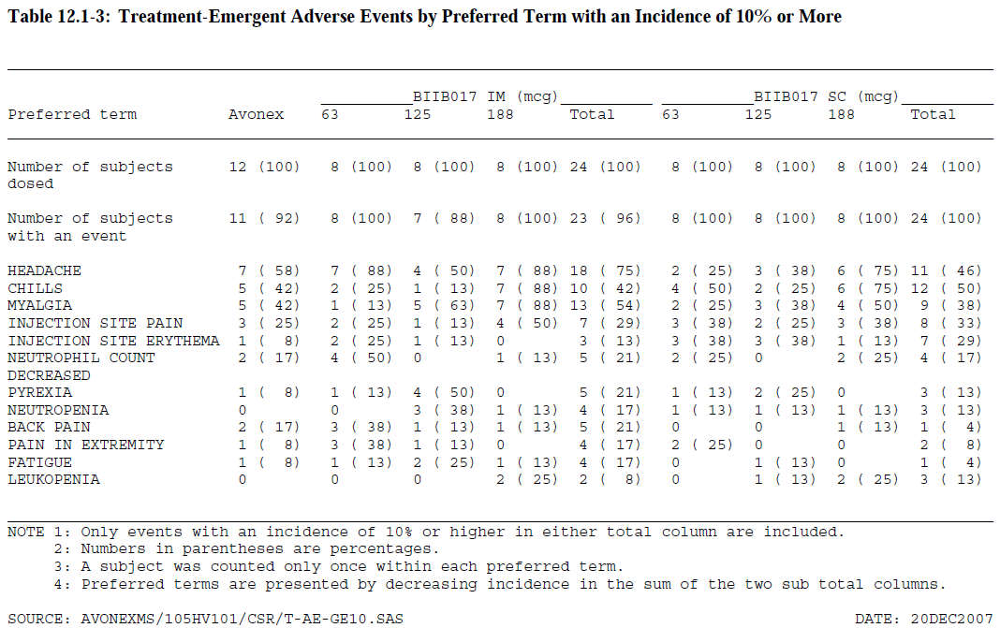 Table 12.1-3: Treatment-Emergent Adverse Events by Preferred Term with an Incidence of 10% or More
BIIB017 IM (mcg) BIIB017 SC (mcg)
Preferred term Avonex 63 125 188 Total 63 125 188 Total
Number of subjects 12 (100) 8 (100) 8 (100) 8 (100) 24 (100) 8 (100) 8 (100) 8 (100) 24 (100)
dosed
Number of subjects 11 ( 92) 8 (100) 7 ( 88) 8 (100) 23 ( 96) 8 (100) 8 (100) 8 (100) 24 (100)
with an event
HEADACHE 7 ( 58) 7 ( 88) 4 ( 50) 7 ( 88) 18 ( 75) 2 ( 25) 3 ( 38) 6 ( 75) 11 ( 46)
CHILLS 5 ( 42) 2 ( 25) 1 ( 13) 7 ( 88) 10 ( 42) 4 ( 50) 2 ( 25) 6 ( 75) 12 ( 50)
MYALGIA 5 ( 42) 1 ( 13) 5 ( 63) 7 ( 88) 13 ( 54) 2 ( 25) 3 ( 38) 4 ( 50) 9 ( 38)
INJECTION SITE PAIN 3 ( 25) 2 ( 25) 1 ( 13) 4 ( 50) 7 ( 29) 3 ( 38) 2 ( 25) 3 ( 38) 8 ( 33)
INJECTION SITE ERYTHEMA 1 ( 8) 2 ( 25) 1 ( 13) 0 3 ( 13) 3 ( 38) 3 ( 38) 1 ( 13) 7 ( 29)
NEUTROPHIL COUNT 2 ( 17) 4 ( 50) 0 1 ( 13) 5 ( 21) 2 ( 25) 0 2 ( 25) 4 ( 17)
DECREASED
PYREXIA 1 ( 8) 1 ( 13) 4 ( 50) 0 5 ( 21) 1 ( 13) 2 ( 25) 0 3 ( 13)
NEUTROPENIA 0 0 3 ( 38) 1 ( 13) 4 ( 17) 1 ( 13) 1 ( 13) 1 ( 13) 3 ( 13)
BACK PAIN 2 ( 17) 3 ( 38) 1 ( 13) 1 ( 13) 5 ( 21) 0 0 1 ( 13) 1 ( 4)
PAIN IN EXTREMITY 1 ( 8) 3 ( 38) 1 ( 13) 0 4 ( 17) 2 ( 25) 0 0 2 ( 8)
FATIGUE 1 ( 8) 1 ( 13) 2 ( 25) 1 ( 13) 4 ( 17) 0 1 ( 13) 0 1 ( 4)
LEUKOPENIA 0 0 0 2 ( 25) 2 ( 8) 0 1 ( 13) 2 ( 25) 3 ( 13)
NOTE 1: Only events with an incidence of 10% or higher in either total column are included.
2: Numbers in parentheses are percentages.
3: A subject was counted only once within each preferred term.
4: Preferred terms are presented by decreasing incidence in the sum of the two sub total columns.
SOURCE: AVONEXMS/105HV101/CSR/T-AE-GE10.SAS DATE: 20DEC2007